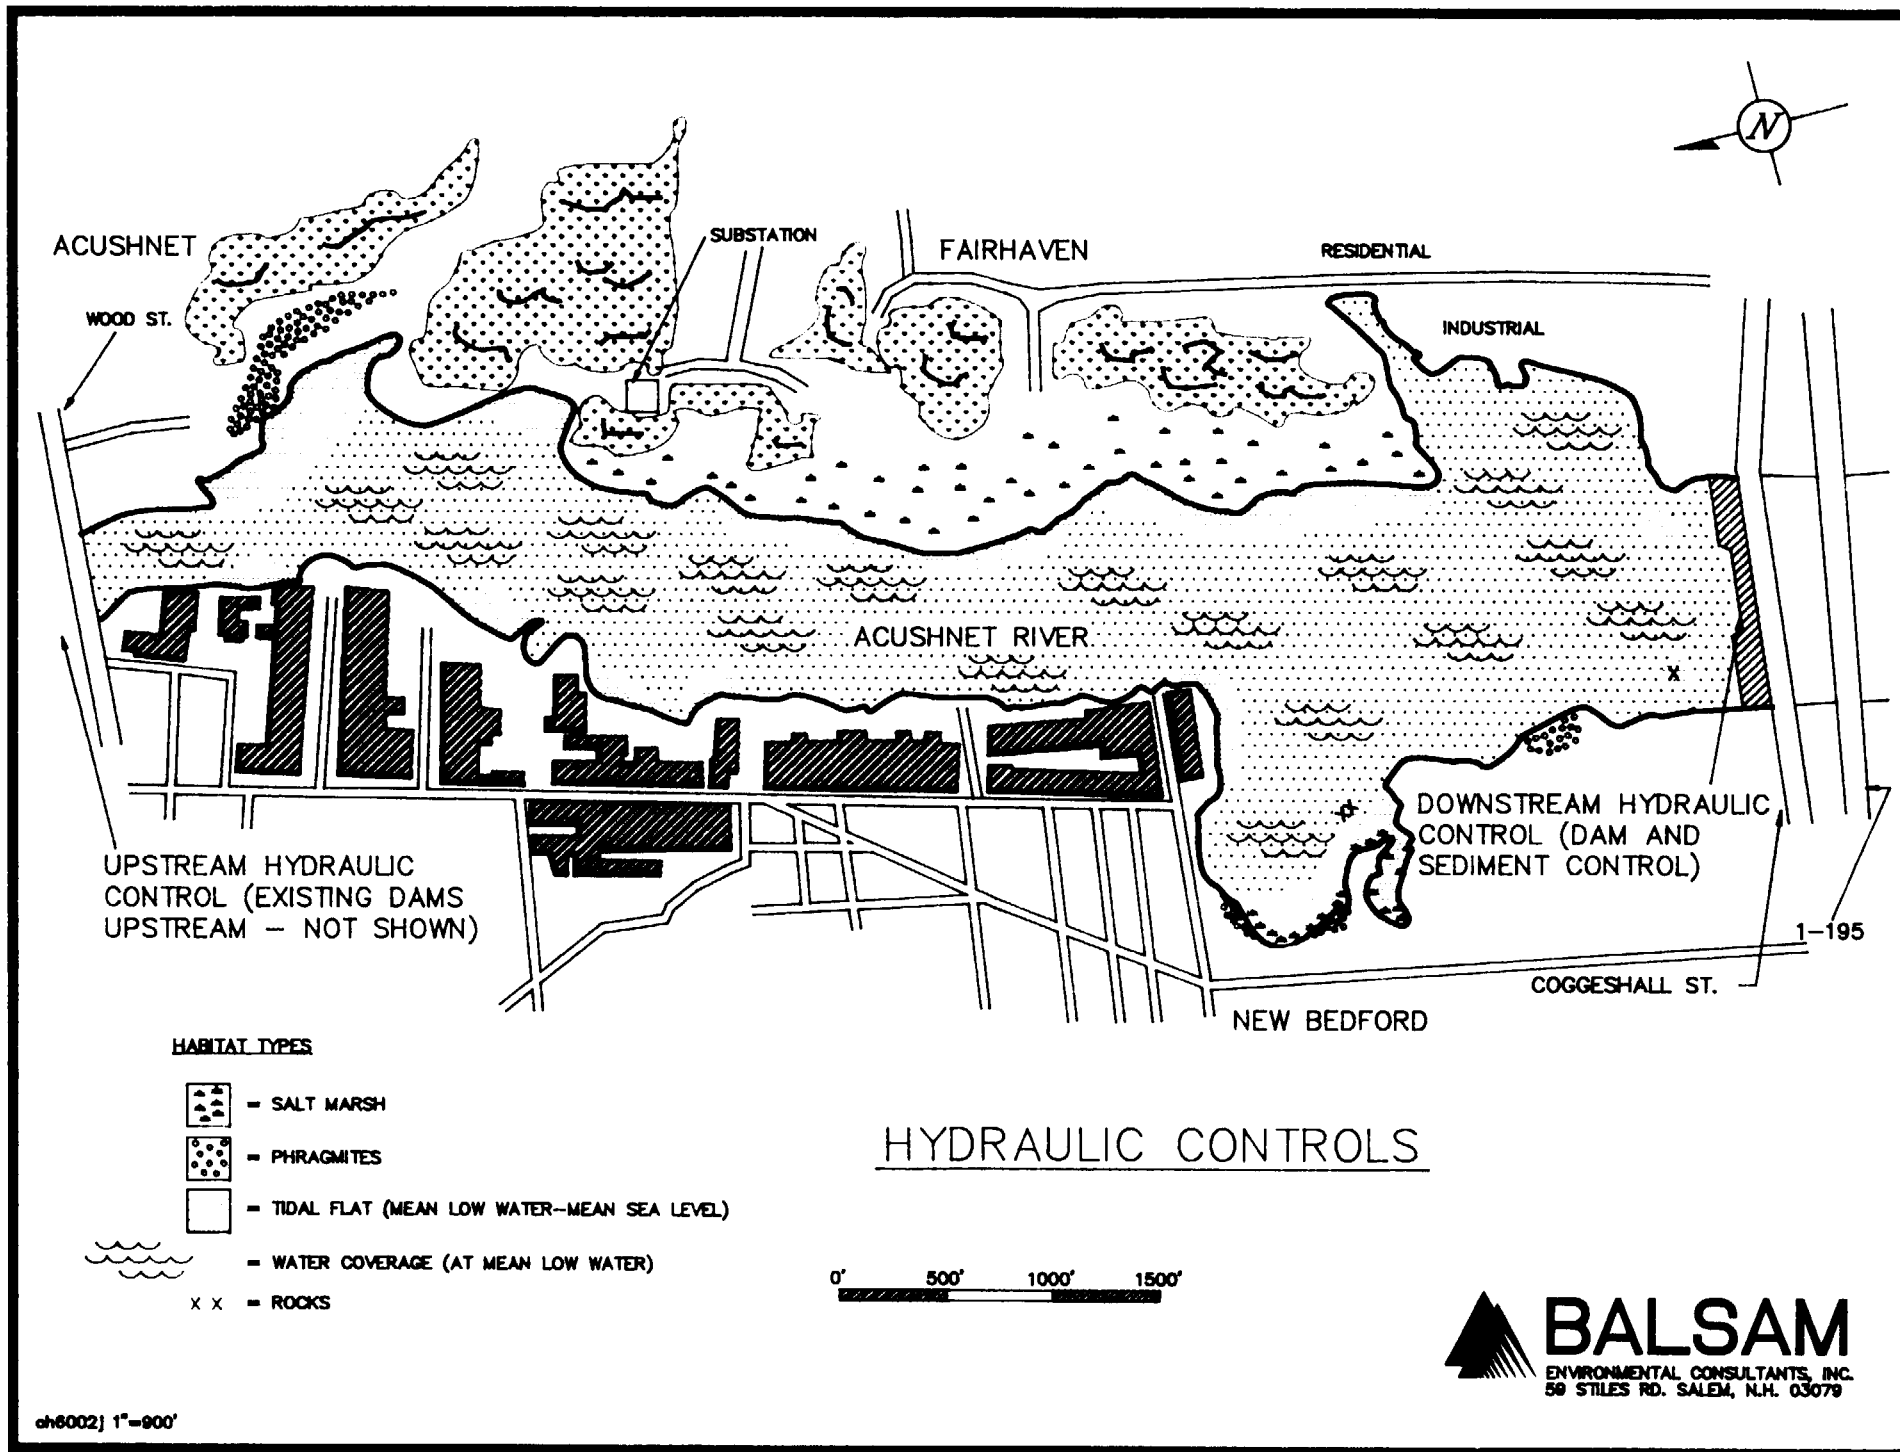 N
ACUSHNET
SUBSTATION
FAIRHAVEN
RESIDENTIAL
WOOD ST.
INDUSTRIAL
ACUSHNET RIVER
UPSTREAM HYDRAULIC
CONTROL (EXISTING DAMS
UPSTREAM – NOT SHOWN)
DOWNSTREAM HYDRAULIC
CONTROL (DAM AND
SEDIMENT CONTROL)
1–195
COGGESHALL ST.
NEW BEDFORD
HABITAT TYPES
= SALT MARSH
= PHRAGMITES
= TIDAL FLAT (MEAN LOW WATER–MEAN SEA LEVEL)
= WATER COVERAGE (AT MEAN LOW WATER)
x x = ROCKS
HYDRAULIC CONTROLS
0' 500' 1000' 1500'
BALSAM
ENVIRONMENTAL CONSULTANTS, INC.
59 STILES RD. SALEM, N.H. 03079
ah6002j 1"=900'